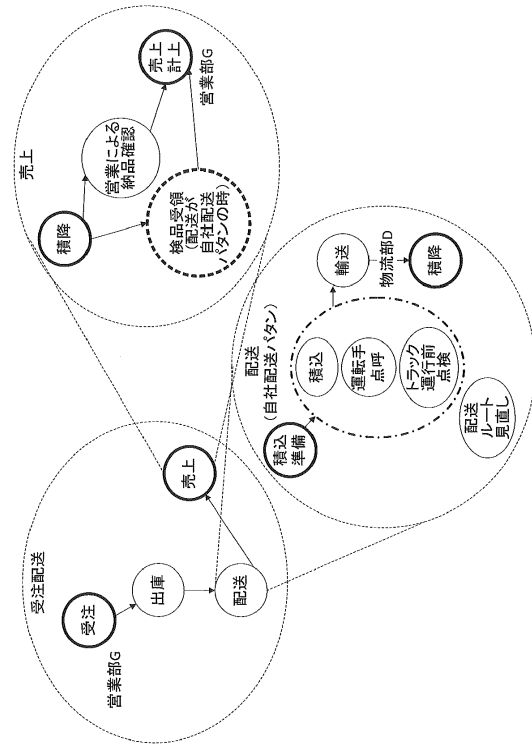 受注配送
受注
営業部G
出庫
配送
売上
売上
積降
営業による
納品確認
検品受領
(配送が
自社配送
パタンの時)
売上
計上
営業部G
配送
(自社配送パタン)
積込
準備
積込
運転手
点呼
トラック
運行前
点検
配送
ルート
見直し
輸送
物流部D
積降